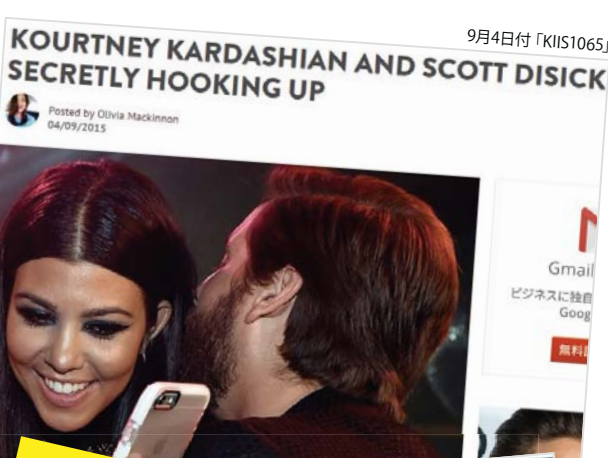 9月4日付「KIIS1065」
KOURTNEY KARDASHIAN AND SCOTT DISICK
SECRETLY HOOKING UP
Posted by Olivia Mackinnon
04/09/2015
Gmail
ビジネスに独自
Goog
無料